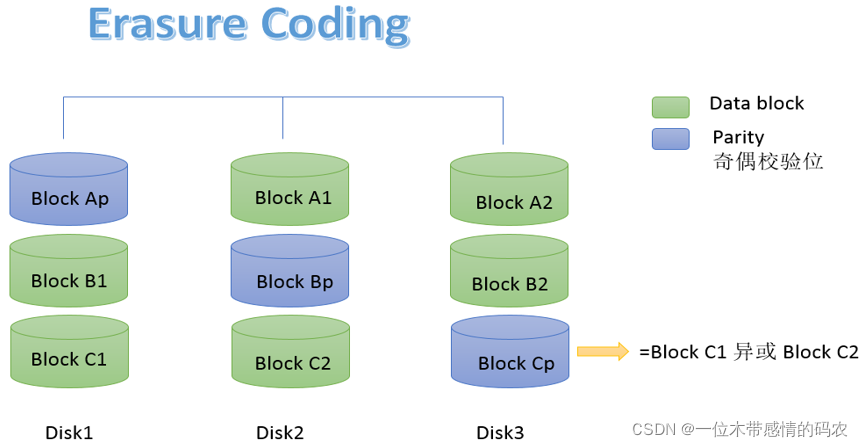 Erasure Coding
Data block
Parity
奇偶校验位
Block Ap
Block A1
Block A2
Block B1
Block Bp
Block B2
Block C1
Block C2
Block Cp
=Block C1 异或 Block C2
Disk1
Disk2
Disk3
CSDN @一位木带感情的码农